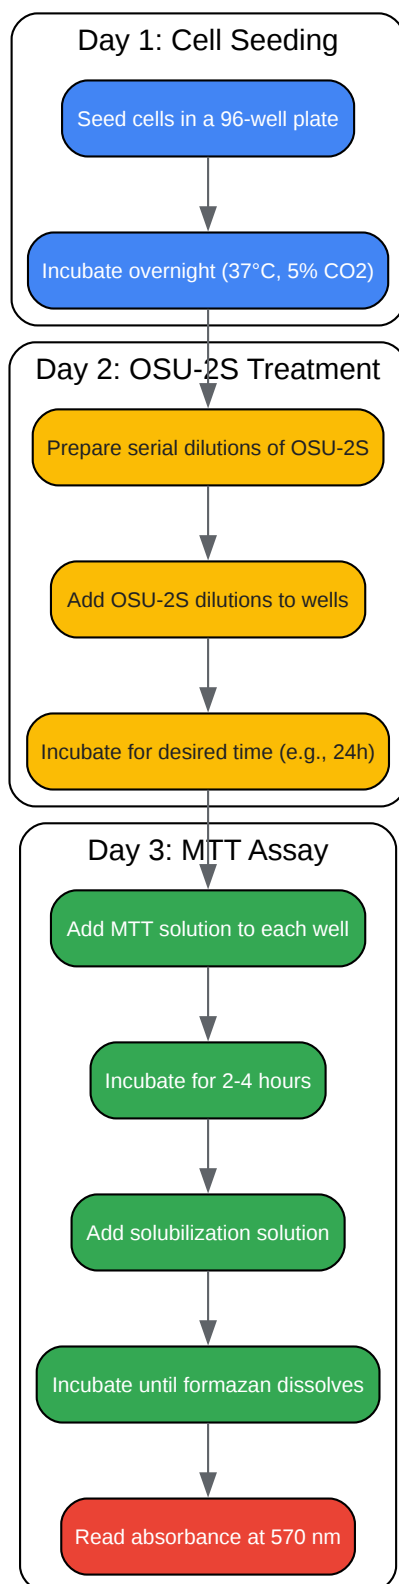 Day 1: Cell Seeding
Seed cells in a 96-well plate
Incubate overnight (37°C, 5% CO2)
Day 2: OSU-2S Treatment
Prepare serial dilutions of OSU-2S
Add OSU-2S dilutions to wells
Incubate for desired time (e.g., 24h)
Day 3: MTT Assay
Add MTT solution to each well
Incubate for 2-4 hours
Add solubilization solution
Incubate until formazan dissolves
Read absorbance at 570 nm